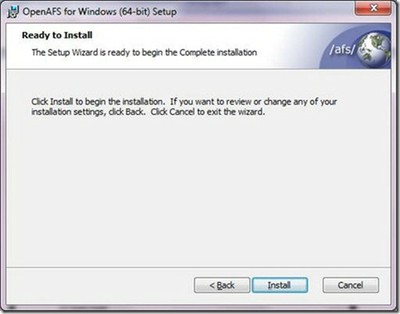 OpenAFS for Windows (64-bit) Setup
Ready to Install
The Setup Wizard is ready to begin the Complete installation
/afs/
Click Install to begin the installation. If you want to review or change any of your
installation settings, click Back. Click Cancel to exit the wizard.
< Back Install Cancel